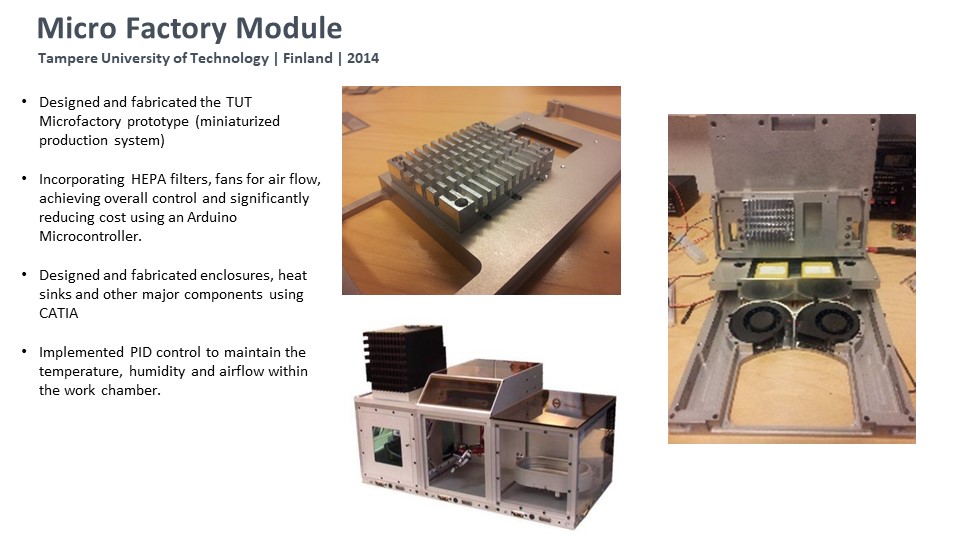 Micro Factory Module
Tampere University of Technology | Finland | 2014
• Designed and fabricated the TUT
Microfactory prototype (miniaturized
production system)
• Incorporating HEPA filters, fans for air flow,
achieving overall control and significantly
reducing cost using an Arduino
Microcontroller.
• Designed and fabricated enclosures, heat
sinks and other major components using
CATIA
• Implemented PID control to maintain the
temperature, humidity and airflow within
the work chamber.